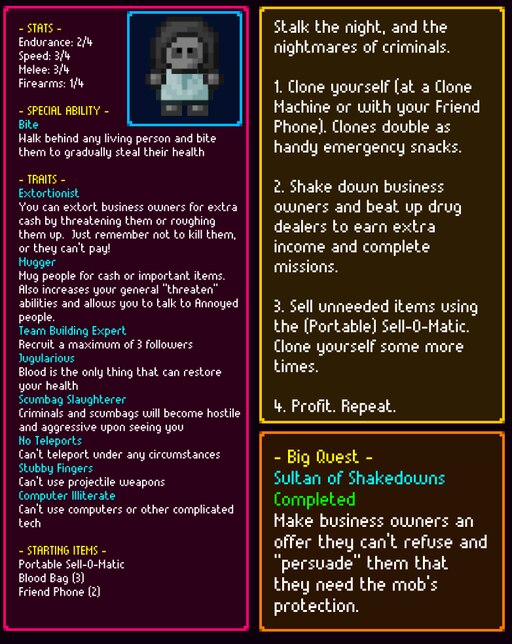 - STATS -
Endurance: 2/4
Speed: 3/4
Melee: 3/4
Firearms: 1/4
- SPECIAL ABILITY -
Bite
Walk behind any living person and bite
them to gradually steal their health
- TRAITS -
Extortionist
You can extort business owners for extra
cash by threatening them or roughing
them up. Just remember not to kill them,
or they can't pay!
Mugger
Mug people for cash or important items.
Also increases your general "threaten"
abilities and allows you to talk to Annoyed
people.
Team Building Expert
Recruit a maximum of 3 followers
Jugularious
Blood is the only thing that can restore
your health
Scumbag Slaughterer
Criminals and scumbags will become hostile
and aggressive upon seeing you
No Teleports
Can't teleport under any circumstances
Stubby Fingers
Can't use projectile weapons
Computer Illiterate
Can't use computers or other complicated
tech
- STARTING ITEMS -
Portable Sell-O-Matic
Blood Bag (3)
Friend Phone (2)
Stalk the night, and the
nightmares of criminals.
1. Clone yourself (at a Clone
Machine or with your Friend
Phone). Clones double as
handy emergency snacks.
2. Shake down business
owners and beat up drug
dealers to earn extra
income and complete
missions.
3. Sell unneeded items using
the (Portable) Sell-O-Matic.
Clone yourself some more
times.
4. Profit. Repeat.
- Big Quest -
Sultan of Shakedowns
Completed
Make business owners an
offer they can't refuse and
"persuade" them that
they need the mob's
protection.